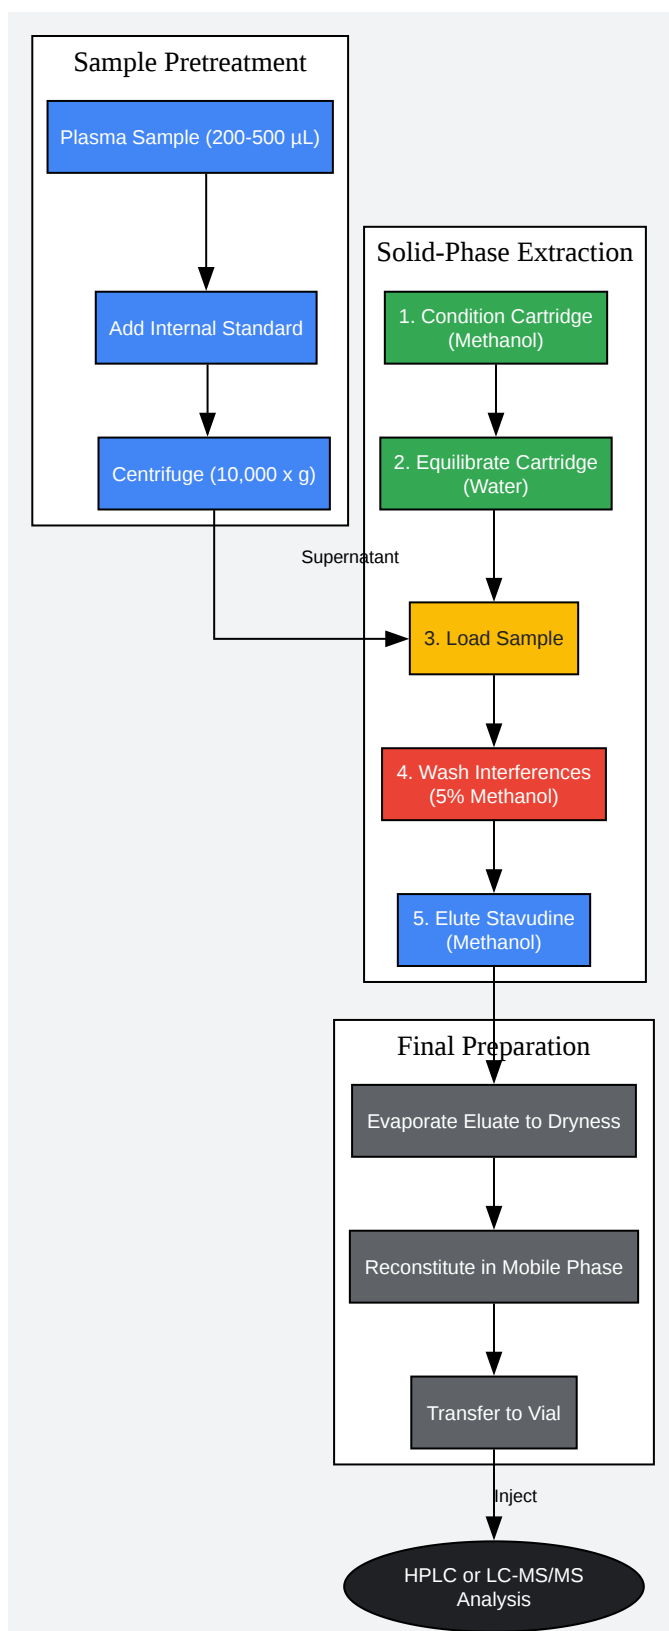 Sample Pretreatment
Plasma Sample (200-500 µL)
Add Internal Standard
Centrifuge (10,000 x g)
Supernatant
Solid-Phase Extraction
1. Condition Cartridge
(Methanol)
2. Equilibrate Cartridge
(Water)
3. Load Sample
4. Wash Interferences
(5% Methanol)
5. Elute Stavudine
(Methanol)
Final Preparation
Evaporate Eluate to Dryness
Reconstitute in Mobile Phase
Transfer to Vial
Inject
HPLC or LC-MS/MS
Analysis